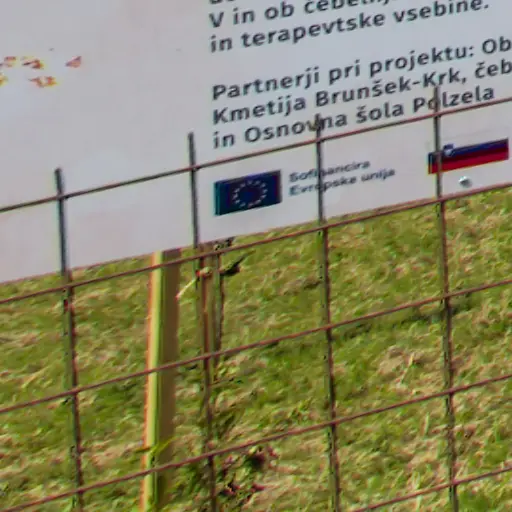 V in ob
in terapevtske vsebine.
Partnerji pri projektu: Ob
Kmetija Brunšek-Krk, čeb
in Osnovna šola Polzela
Sofinancira
Evropska unija